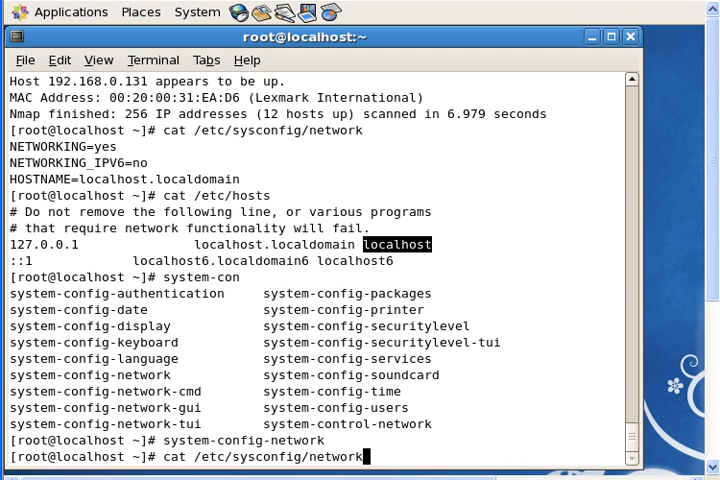 Applications Places System
root@localhost:~
File Edit View Terminal Tabs Help
Host 192.168.0.131 appears to be up.
MAC Address: 00:20:00:31:EA:D6 (Lexmark International)
Nmap finished: 256 IP addresses (12 hosts up) scanned in 6.979 seconds
[root@localhost ~]# cat /etc/sysconfig/network
NETWORKING=yes
NETWORKING_IPV6=no
HOSTNAME=localhost.localdomain
[root@localhost ~]# cat /etc/hosts
# Do not remove the following line, or various programs
# that require network functionality will fail.
127.0.0.1 localhost.localdomain localhost
::1 localhost6.localdomain6 localhost6
[root@localhost ~]# system-con
system-config-authentication system-config-packages
system-config-date system-config-printer
system-config-display system-config-securitylevel
system-config-keyboard system-config-securitylevel-tui
system-config-language system-config-services
system-config-network system-config-soundcard
system-config-network-cmd system-config-time
system-config-network-gui system-config-users
system-config-network-tui system-control-network
[root@localhost ~]# system-config-network
[root@localhost ~]# cat /etc/sysconfig/network